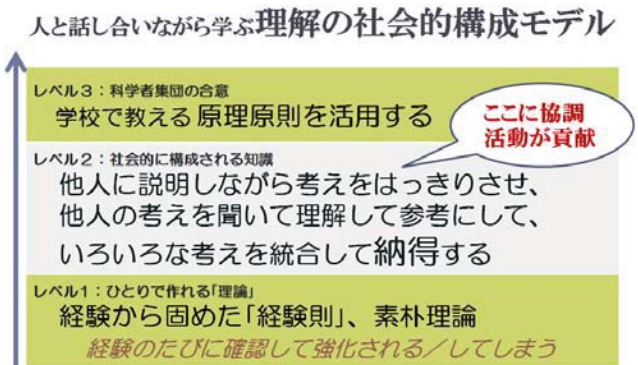 人と話し合いながら学ぶ理解の社会的構成モデル
レベル3：科学者集団の合意
学校で教える原理原則を活用する
ここに協調
活動が貢献
レベル2：社会的に構成される知識
他人に説明しながら考えをはっきりさせ、
他人の考えを聞いて理解して参考にして、
いろいろな考えを統合して納得する
レベル1：ひとりで作れる「理論」
経験から固めた「経験則」、素朴理論
経験のたびに確認して強化される／してしまう